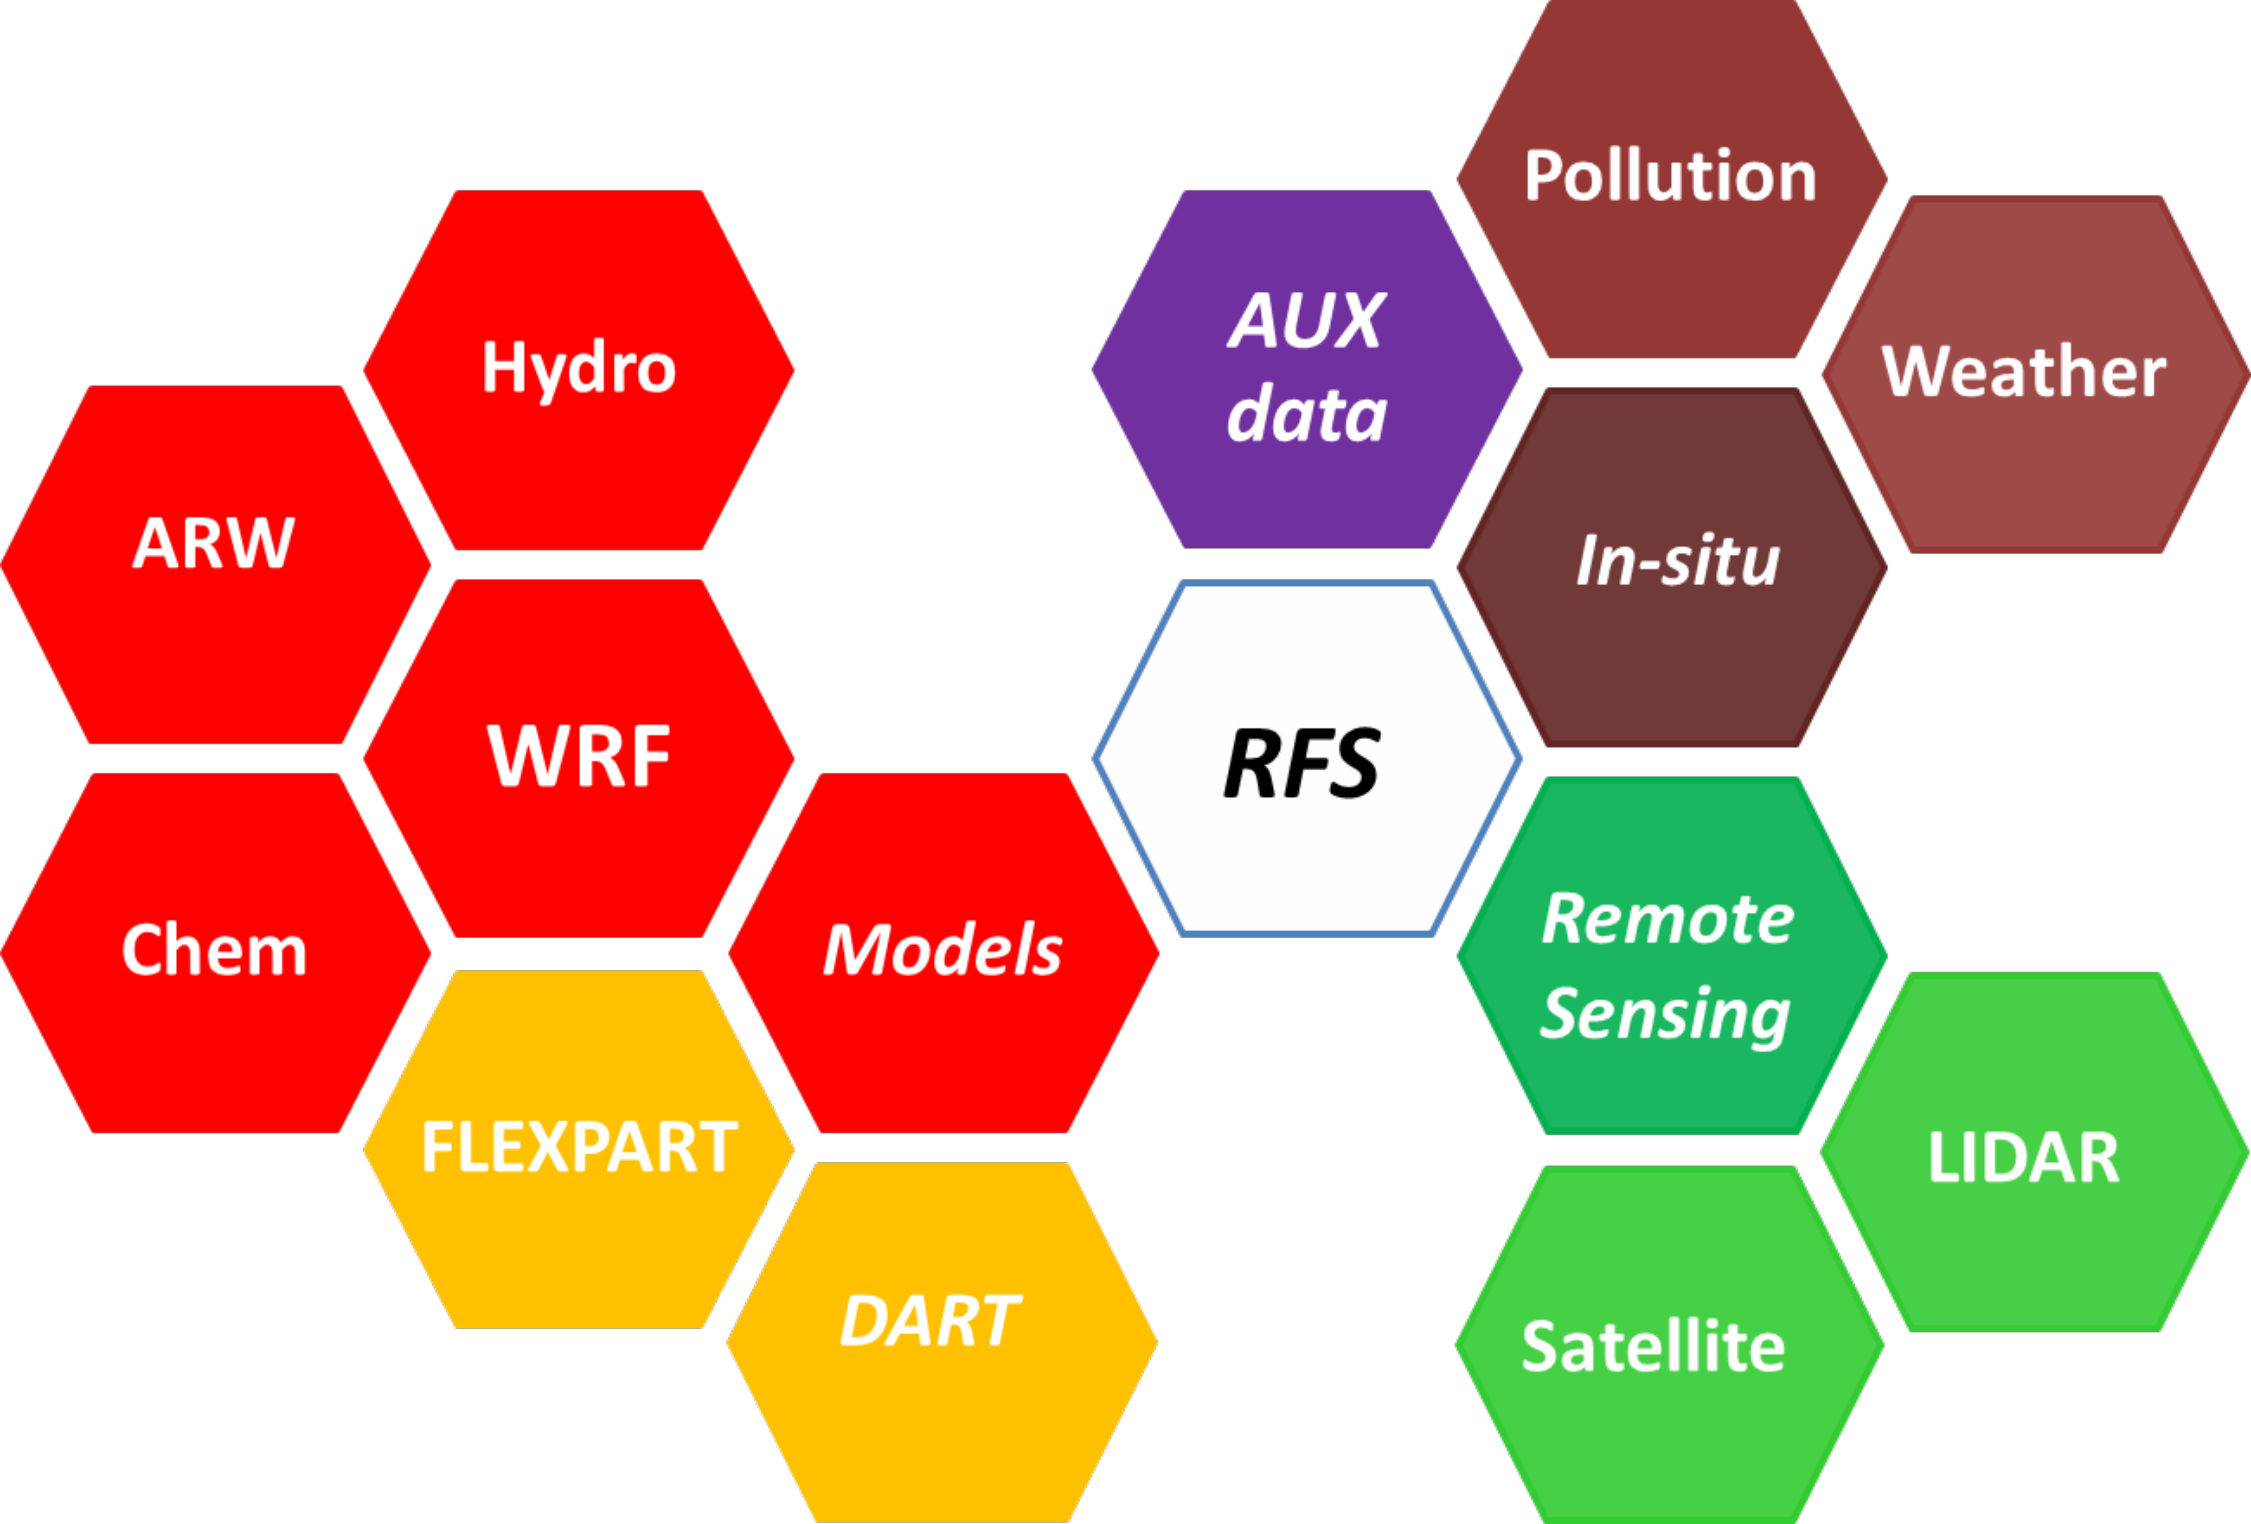 Pollution
Hydro
AUX
data
Weather
ARW
In-situ
WRF
RFS
Chem
Models
Remote
Sensing
FLEXPART
LIDAR
DART
Satellite